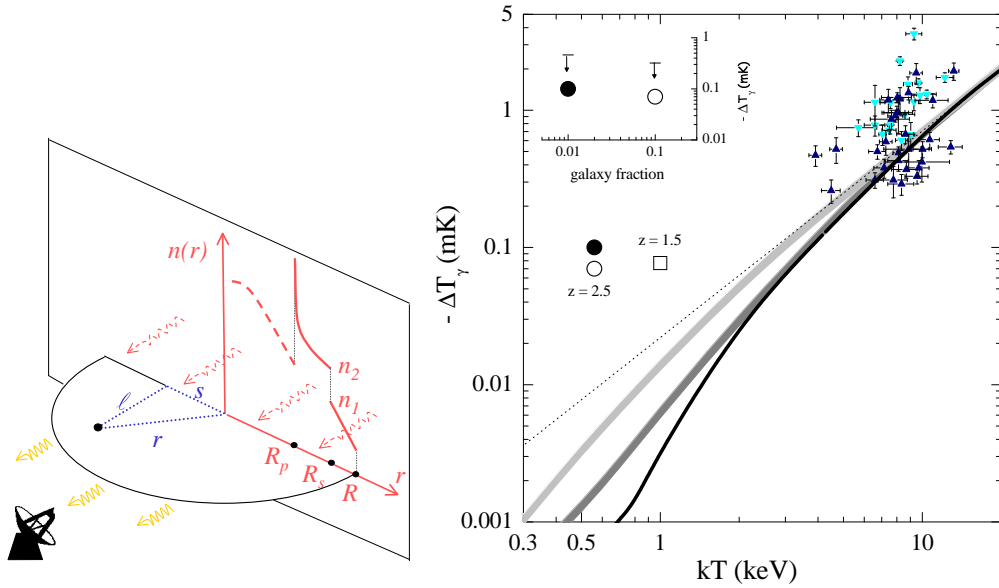 n(r)
n2
n1
ℓ
s
r
Rp
Rs
R
r
5
1
0.1
0.01
0.001
- ΔTγ (mK)
0.3
0.5
1
10
kT (keV)
1
0.1
0.01
- ΔTγ (mK)
0.01
0.1
galaxy fraction
z = 1.5
z = 2.5